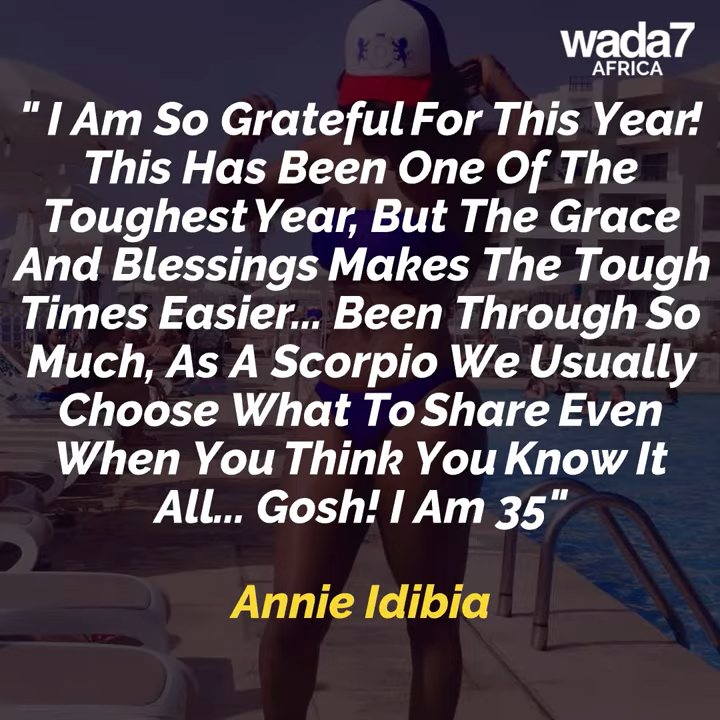 wada7
AFRICA
" I Am So Grateful For This Year!
This Has Been One Of The
Toughest Year, But The Grace
And Blessings Makes The Tough
Times Easier... Been Through So
Much, As A Scorpio We Usually
Choose What To Share Even
When You Think You Know It
All... Gosh! I Am 35"
Annie Idibia